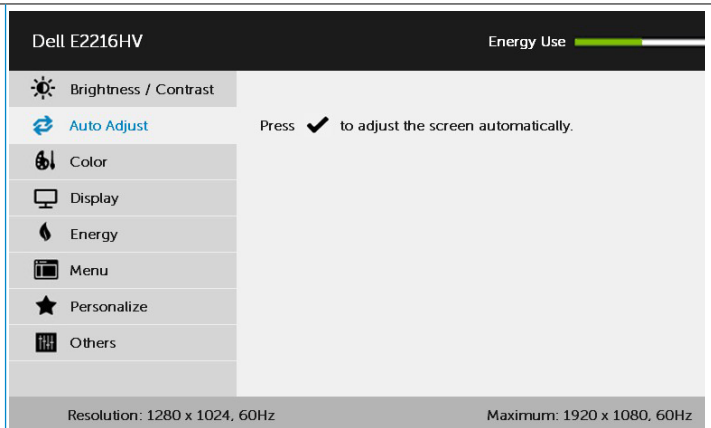 Dell E2216HV
Energy Use
Brightness / Contrast
Auto Adjust
Press ✔ to adjust the screen automatically.
Color
Display
Energy
Menu
Personalize
Others
Resolution: 1280 x 1024, 60Hz
Maximum: 1920 x 1080, 60Hz